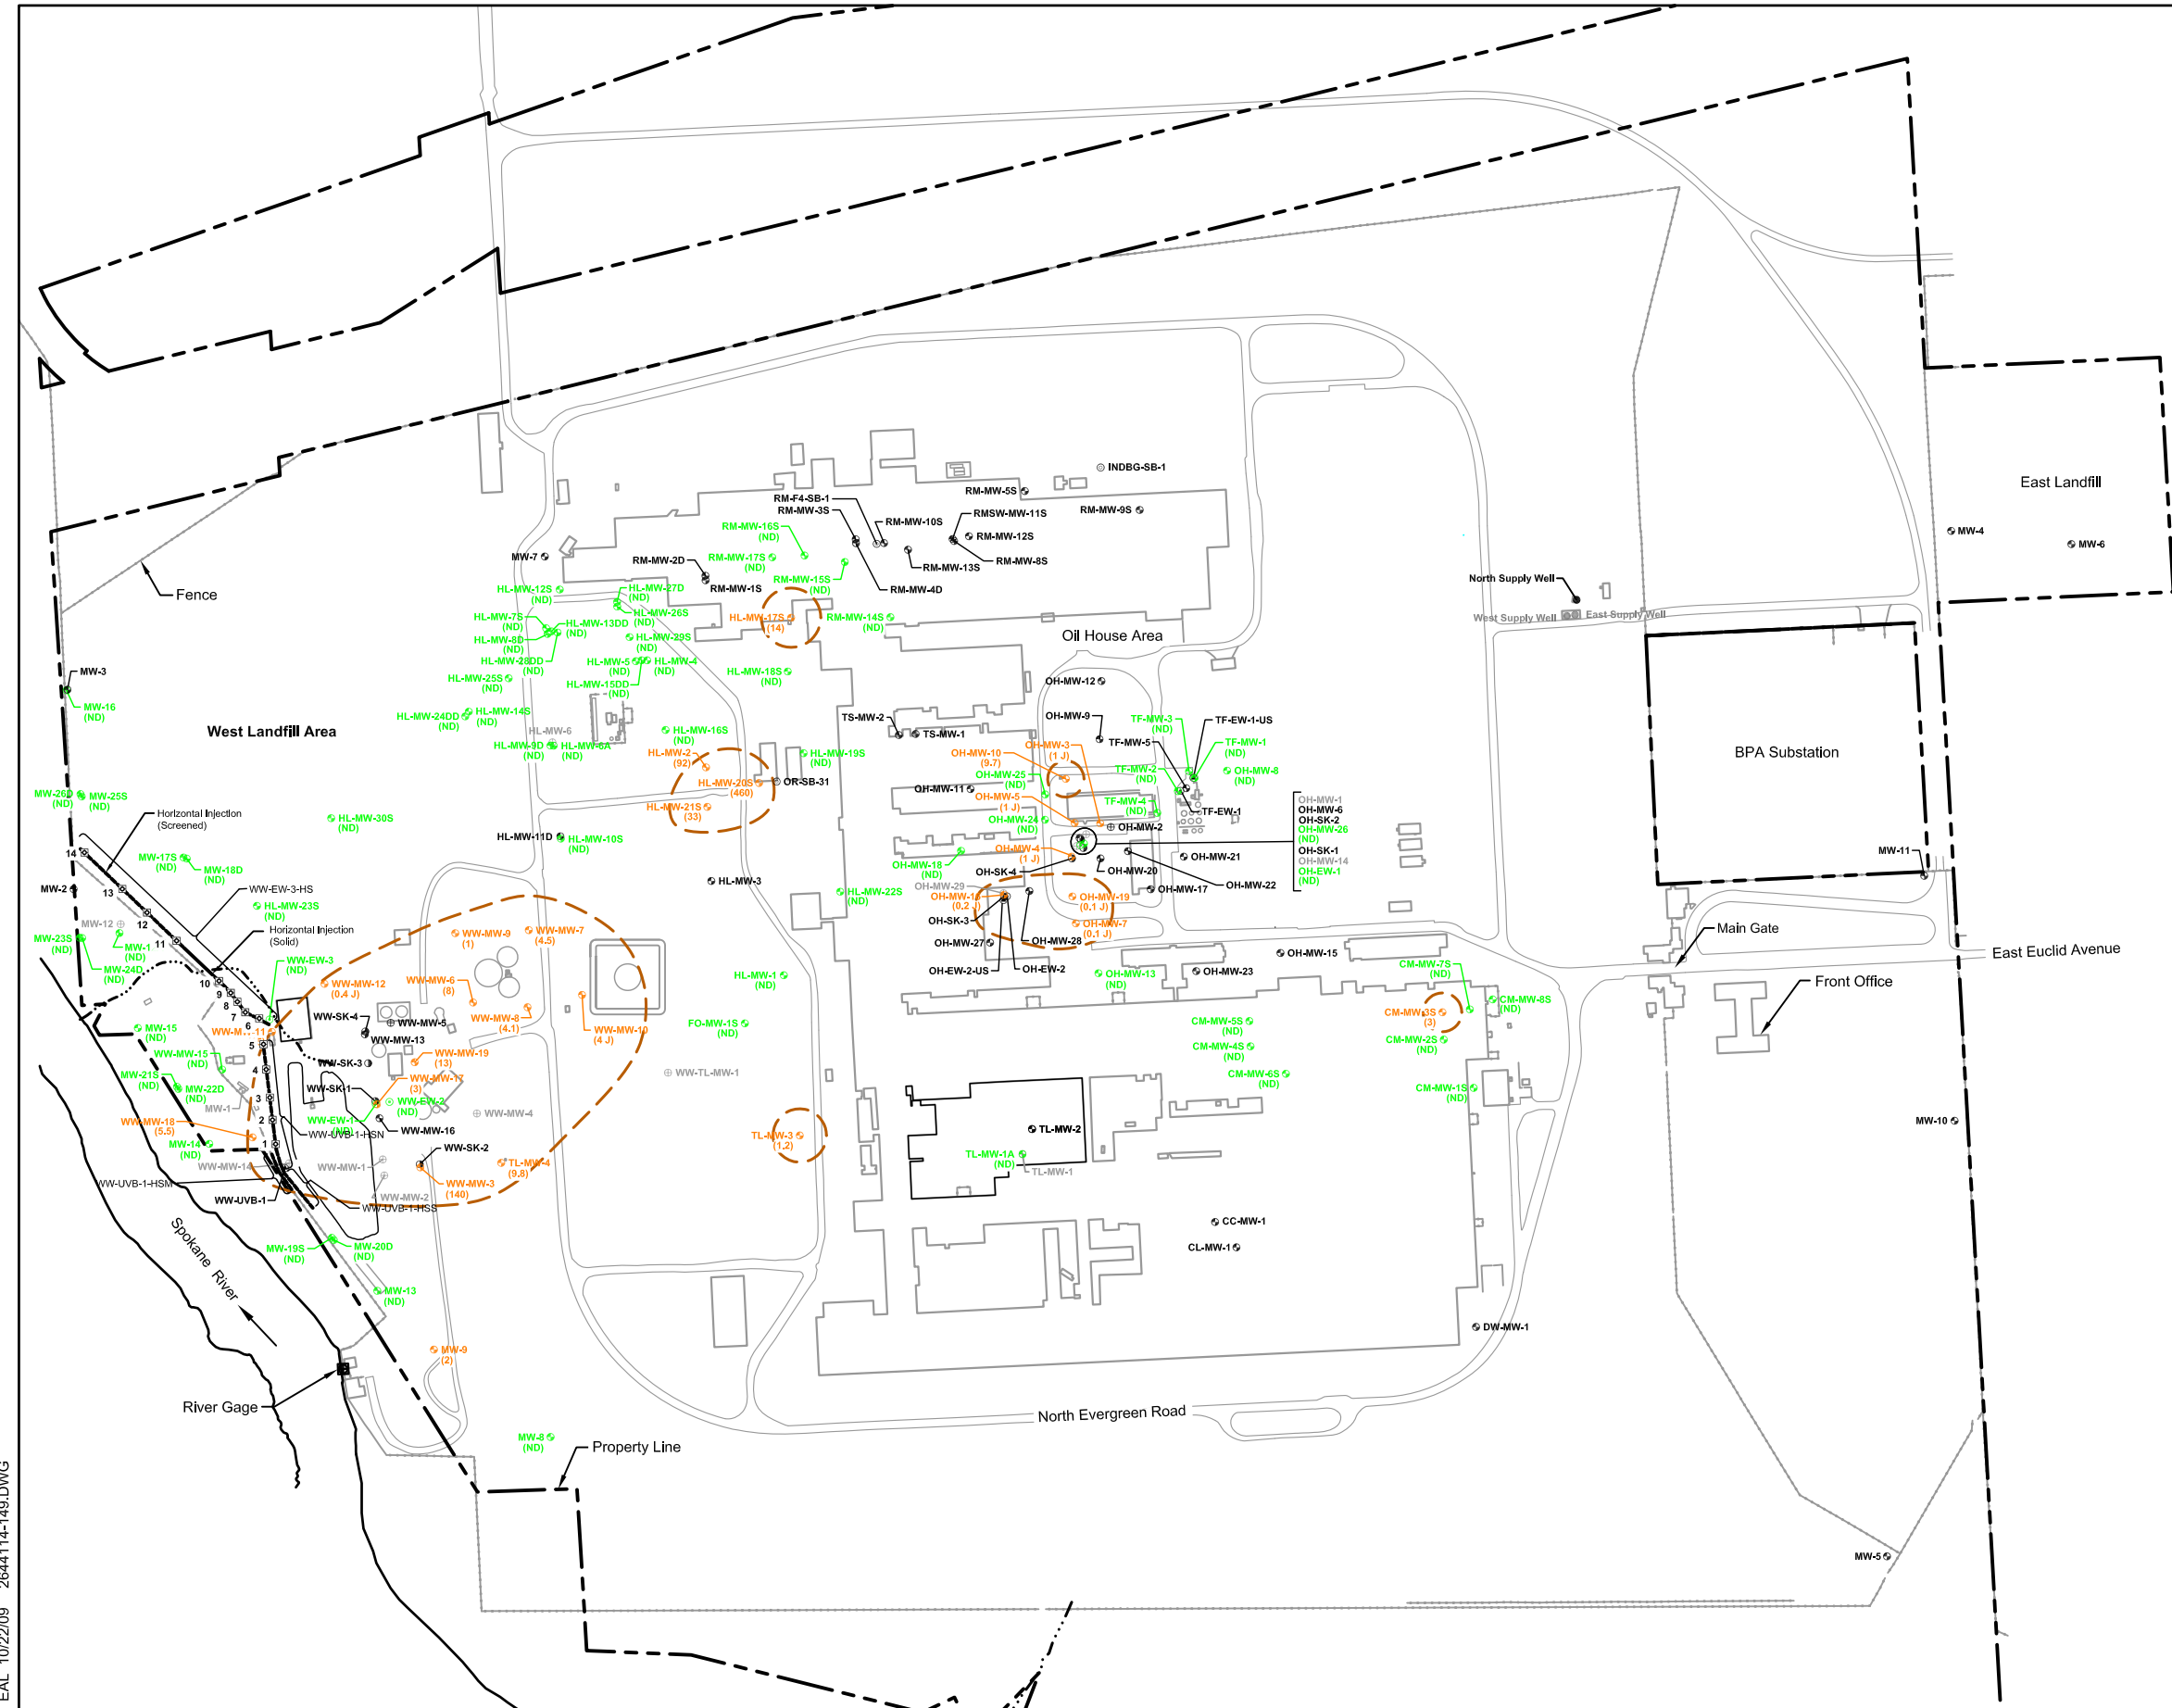 INDBG-SB-1
East Landfill
RM-MW-5S
RM-F4-SB-1
RM-MW-3S
RM-MW-9S
RMSW-MW-11S
RM-MW-10S
RM-MW-16S
(ND)
RM-MW-12S
MW-4
MW-6
MW-7
RM-MW-17S
(ND)
RM-MW-2D
RM-MW-13S
RM-MW-8S
RM-MW-15S
(ND)
RM-MW-1S
RM-MW-4D
North Supply Well
Fence
HL-MW-12S
(ND)
HL-MW-27D
(ND)
HL-MW-26S
(ND)
HL-MW-7S
(ND)
HL-MW-13DD
(ND)
HL-MW-17S
(14)
RM-MW-14S
(ND)
West Supply Well
East Supply Well
HL-MW-8D
(ND)
HL-MW-29S
(ND)
Oil House Area
HL-MW-28DD
(ND)
HL-MW-5
(ND)
HL-MW-4
(ND)
MW-3
HL-MW-25S
(ND)
HL-MW-15DD
(ND)
HL-MW-18S
(ND)
OH-MW-12
MW-16
(ND)
HL-MW-24DD
(ND)
HL-MW-14S
(ND)
TS-MW-2
OH-MW-9
TF-MW-3
(ND)
TF-EW-1-US
West Landfill Area
HL-MW-6
HL-MW-16S
(ND)
TS-MW-1
HL-MW-9D
(ND)
HL-MW-6A
(ND)
HL-MW-2
(92)
HL-MW-19S
(ND)
OH-MW-3
(1 J)
TF-MW-5
TF-MW-1
(ND)
OH-MW-10
(9.7)
BPA Substation
OH-MW-25
(ND)
TF-MW-2
(ND)
OH-MW-8
(ND)
HL-MW-20S
(460)
OR-SB-31
OH-MW-11
MW-26D
(ND)
MW-25S
(ND)
OH-MW-5
(1 J)
TF-MW-4
(ND)
OH-MW-1
OH-MW-6
OH-SK-2
OH-MW-26
(ND)
OH-SK-1
OH-MW-14
OH-EW-1
(ND)
HL-MW-21S
(33)
TF-EW-1
Horizontal Injection
(Screened)
HL-MW-30S
(ND)
OH-MW-24
(ND)
OH-MW-2
HL-MW-11D
HL-MW-10S
(ND)
14
MW-17S
(ND)
MW-18D
(ND)
OH-MW-4
(1 J)
OH-MW-18
(ND)
OH-MW-21
MW-11
OH-SK-4
OH-MW-20
OH-MW-22
MW-2
13
WW-EW-3-HS
HL-MW-3
HL-MW-22S
(ND)
OH-MW-29
OH-MW-17
OH-MW-19
(0.1 J)
(0.2 J)
HL-MW-23S
(ND)
12
MW-12
MW-1
(ND)
Horizontal Injection
(Solid)
OH-SK-3
OH-MW-7
(0.1 J)
Main Gate
11
MW-23S
(ND)
WW-MW-9
(1)
WW-MW-7
(4.5)
OH-MW-27
OH-MW-28
OH-MW-15
East Euclid Avenue
WW-EW-3
(ND)
MW-24D
(ND)
10
WW-MW-6
(8)
HL-MW-1
(ND)
OH-EW-2-US
OH-EW-2
OH-MW-13
(ND)
OH-MW-23
CM-MW-7S
(ND)
Front Office
WW-MW-12
(0.4 J)
9
8
7
6
CM-MW-8S
(ND)
WW-MW-8
(4.1)
CM-MW-3S
(3)
WW-SK-4
WW-MW-5
FO-MW-1S
(ND)
CM-MW-5S
(ND)
MW-15
(ND)
WW-MW-10
(4 J)
WW-MW-13
CM-MW-2S
(ND)
CM-MW-4S
(ND)
5
WW-MW-15
(ND)
WW-SK-3
WW-MW-19
(13)
4
MW-21S
(ND)
WW-TL-MW-1
CM-MW-6S
(ND)
MW-22D
(ND)
WW-SK-1
WW-MW-17
(3)
CM-MW-1S
(ND)
3
MW-1
WW-EW-2
(ND)
WW-MW-4
2
WW-MW-18
(5.5)
WW-EW-1
(ND)
MW-10
WW-MW-16
TL-MW-2
WW-UVB-1-HSN
TL-MW-3
(1.2)
1
MW-14
(ND)
WW-SK-2
TL-MW-1A
(ND)
WW-MW-14
WW-MW-1
TL-MW-4
(9.8)
TL-MW-1
WW-UVB-1-HSM
WW-MW-3
(140)
WW-UVB-1
WW-MW-2
WW-UVB-1-HSS
CC-MW-1
Spokane River
MW-19S
(ND)
MW-20D
(ND)
CL-MW-1
MW-13
(ND)
DW-MW-1
MW-9
(2)
River Gage
North Evergreen Road
MW-8
(ND)
Property Line
MW-5
EAL 10/22/09 2644114-149.DWG